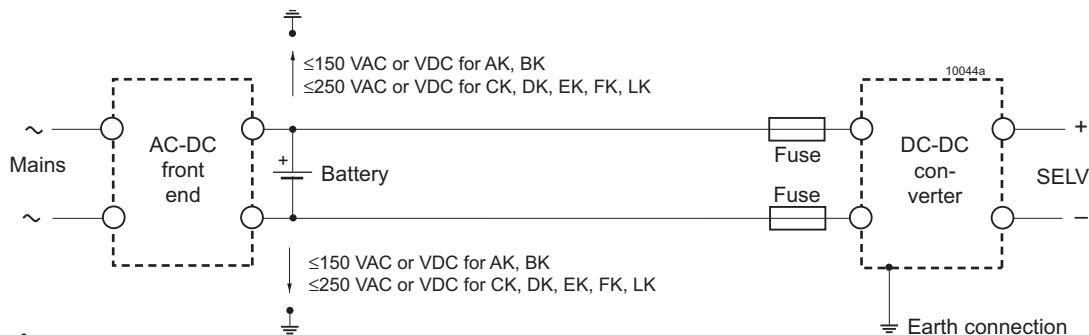 ≤150 VAC or VDC for AK, BK
≤250 VAC or VDC for CK, DK, EK, FK, LK
10044a
~
+
Mains
AC-DC
front
end
+
Battery
Fuse
Fuse
DC-DC
con-
verter
SELV
~
–
≤150 VAC or VDC for AK, BK
≤250 VAC or VDC for CK, DK, EK, FK, LK
Earth connection